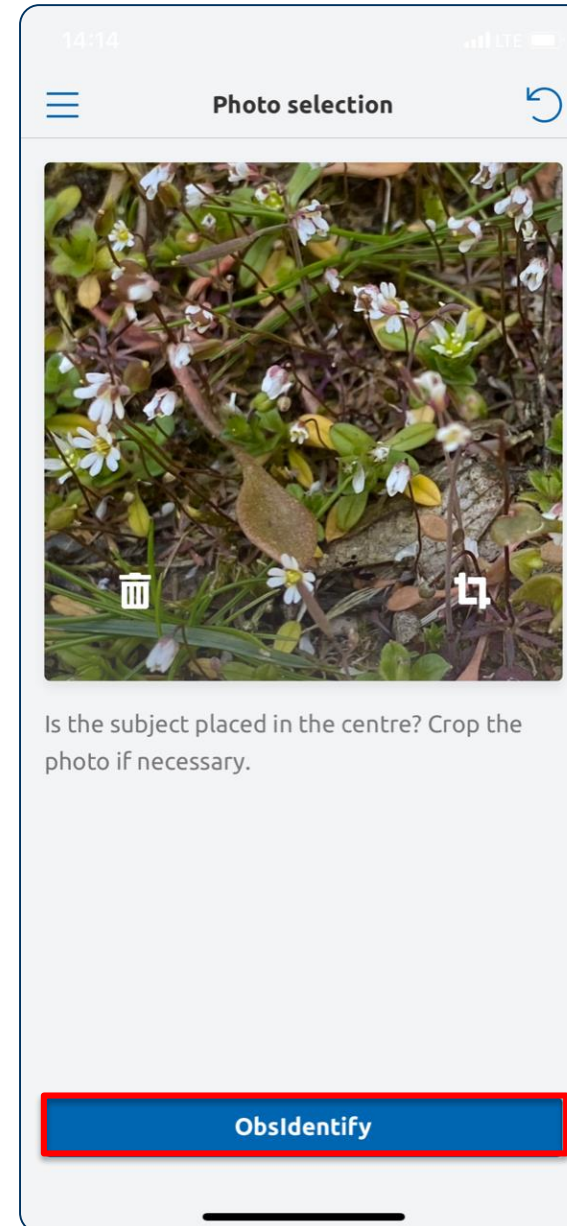 14:14 LTE
Photo selection
Is the subject placed in the centre? Crop the
photo if necessary.
ObsIdentify